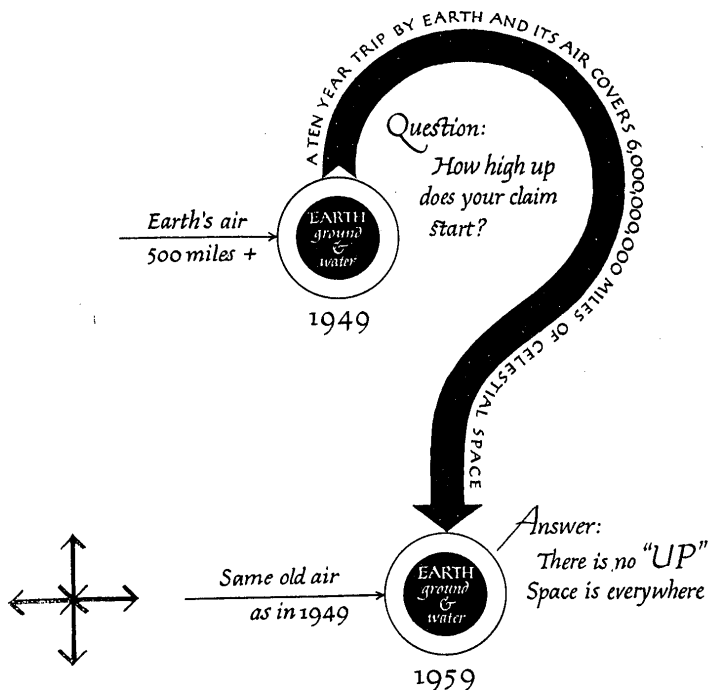 A TEN YEAR TRIP BY EARTH AND ITS AIR COVERS 6,000,000,000 MILES OF CELESTIAL SPACE
Question:
How high up
does your claim
start?
Earth's air
500 miles +
EARTH
ground
&
water
1949
Answer:
There is no "UP"
Space is everywhere
Same old air
as in 1949
EARTH
ground
&
water
1959